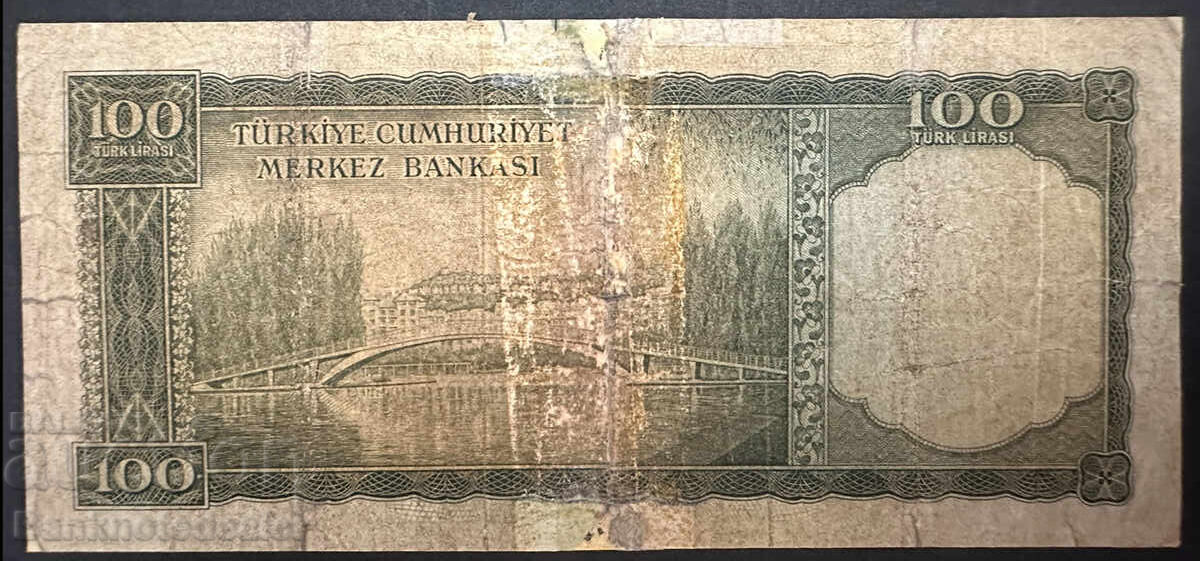 100
TÜRK LİRASI
100
TÜRK LİRASI
TÜRKİYE CUMHURİYET
MERKEZ BANKASI
100